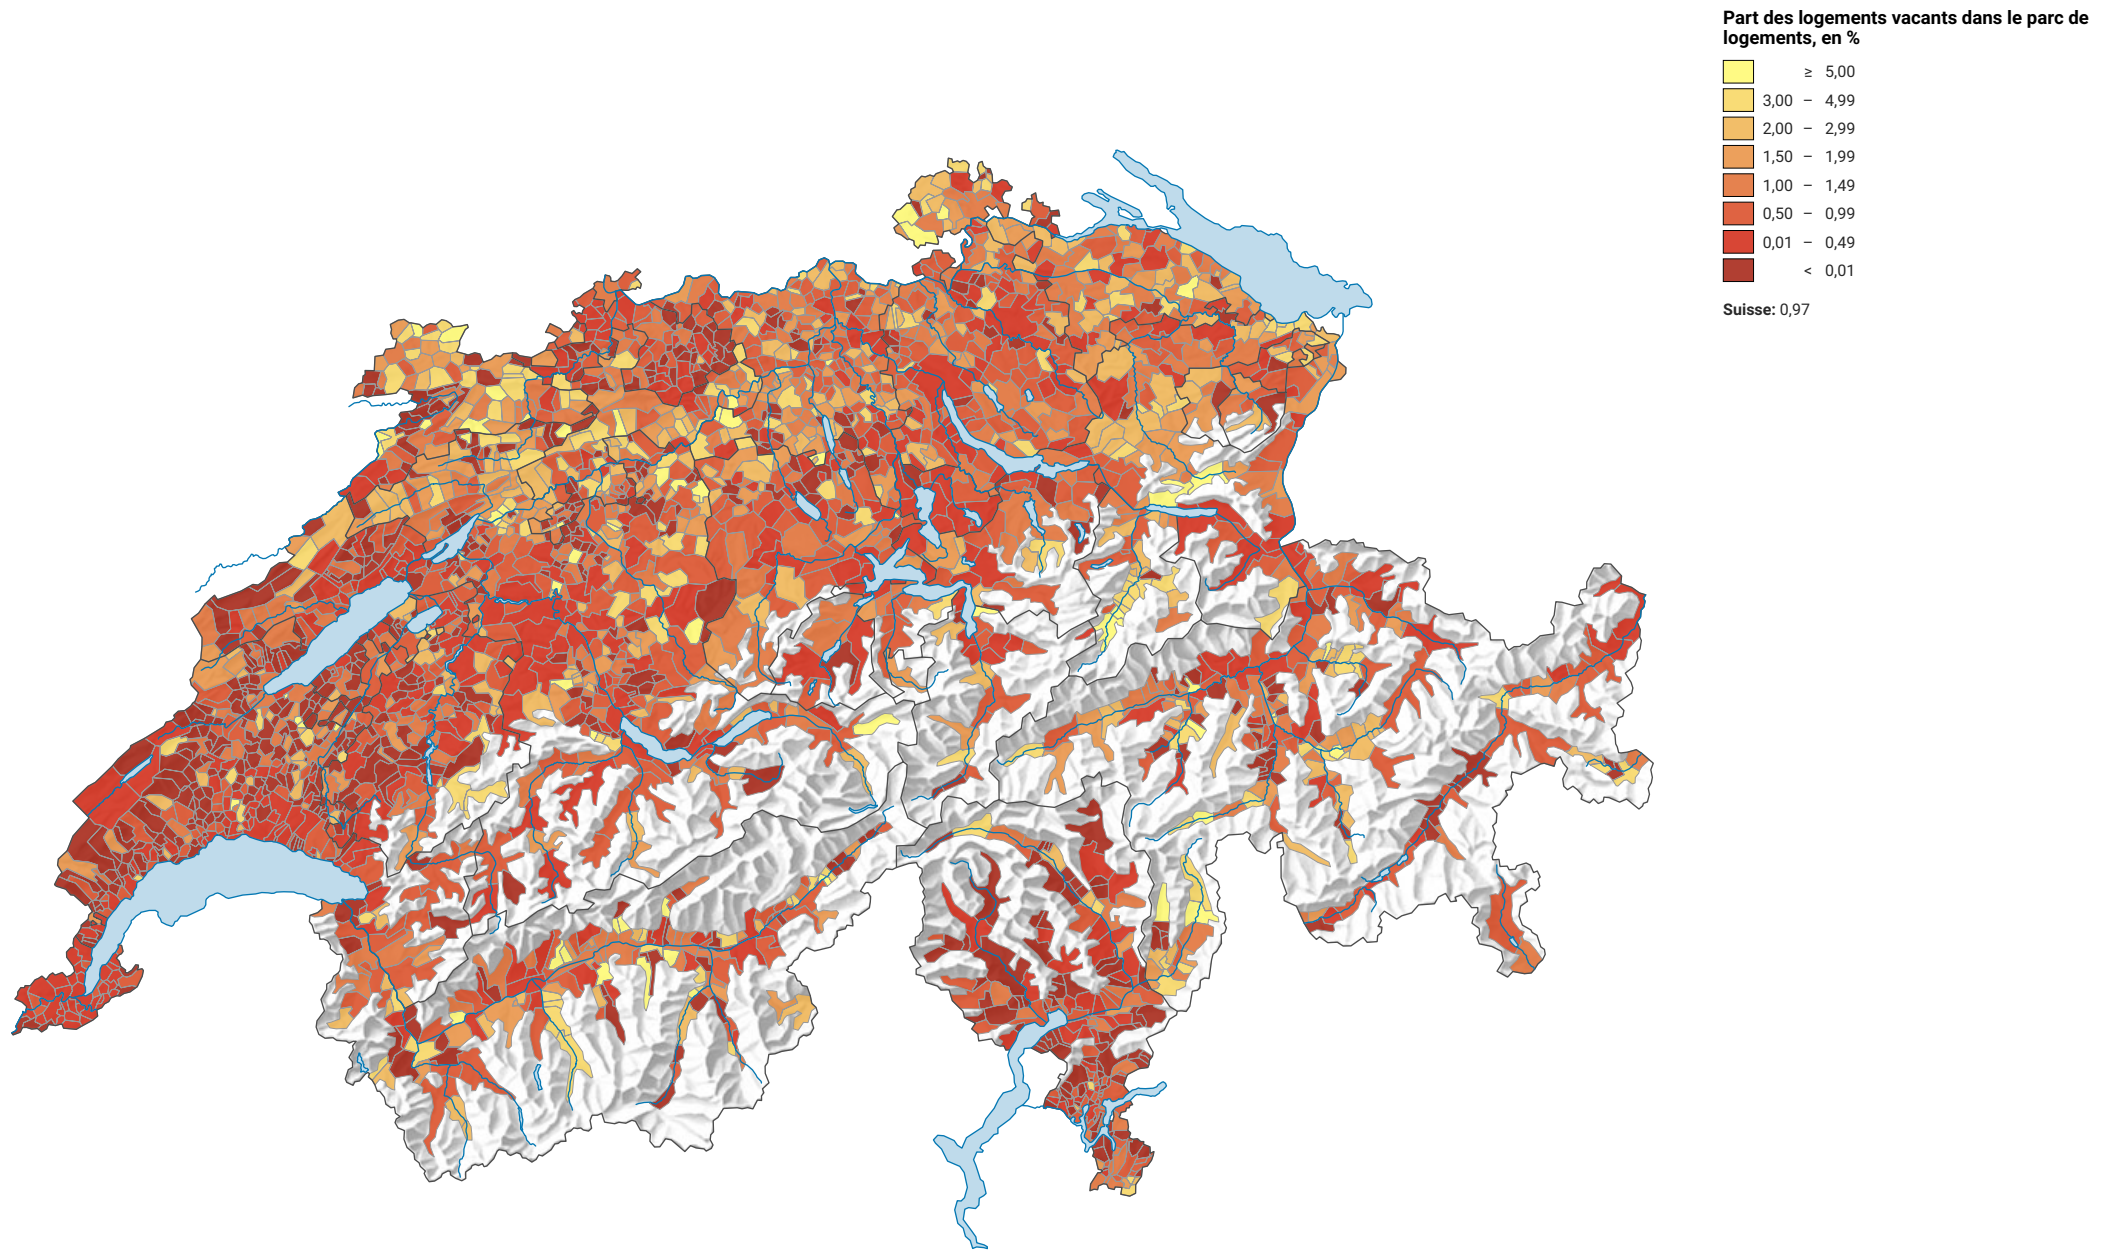 Part des logements vacants dans le parc de
logements, en %
≥ 5,00
3,00 – 4,99
2,00 – 2,99
1,50 – 1,99
1,00 – 1,49
0,50 – 0,99
0,01 – 0,49
< 0,01
Suisse: 0,97